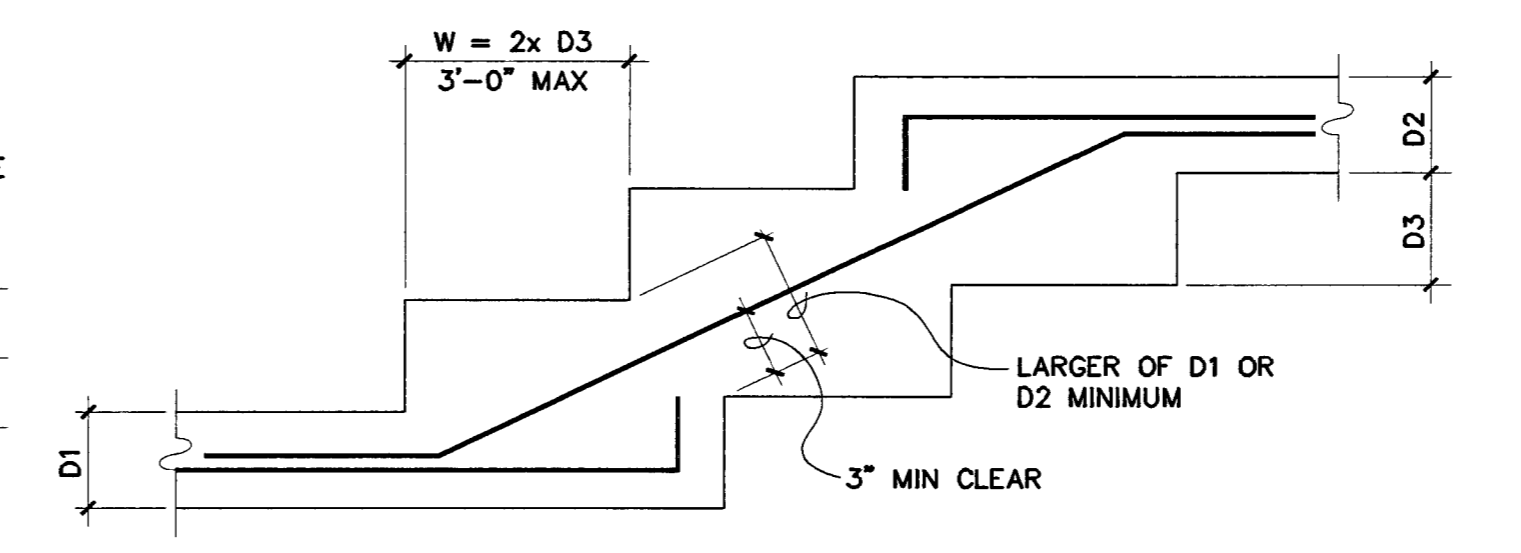 W = 2x D3
3'-0" MAX
D2
D3
LARGER OF D1 OR
D2 MINIMUM
D1
3" MIN CLEAR